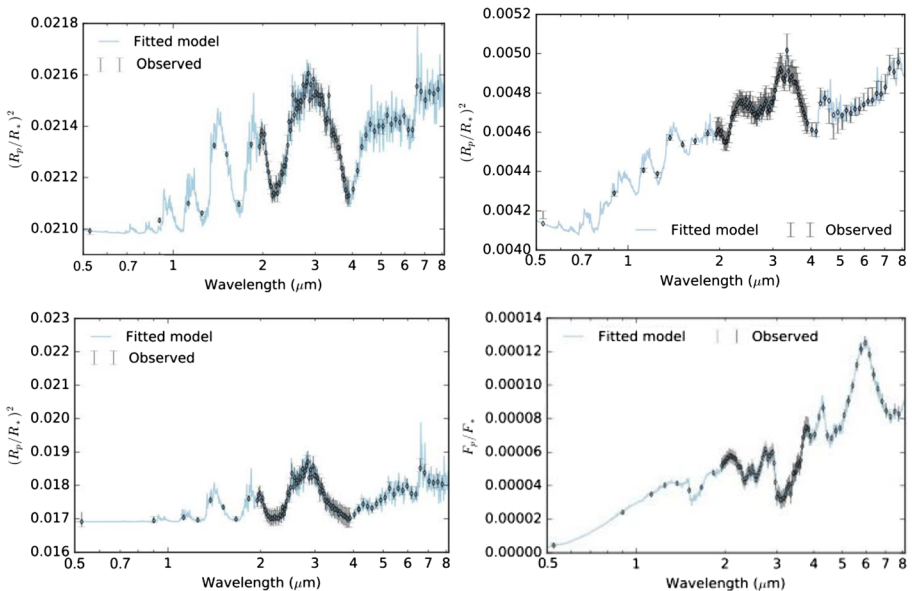 0.0218
0.0216
0.0214
0.0212
0.0210
(R_p/R_*)^2
Fitted model
Observed
0.5 0.7 1 2 3 4 5 6 7 8
Wavelength (μm)
0.0052
0.0050
0.0048
0.0046
0.0044
0.0042
0.0040
(R_p/R_*)^2
Fitted model Observed
0.5 1 2 3 4 5 6 7 8
Wavelength (μm)
0.023
0.022
0.020
0.019
0.018
0.017
0.016
(R_p/R_*)^2
Fitted model
Observed
0.5 1 2 3 4 5 6 7 8
Wavelength (μm)
0.00014
0.00012
0.00010
0.00008
0.00006
0.00004
0.00002
0.00000
F_p/F_*
Fitted model Observed
0.5 1 2 3 4 5 6 7 8
Wavelength (μm)